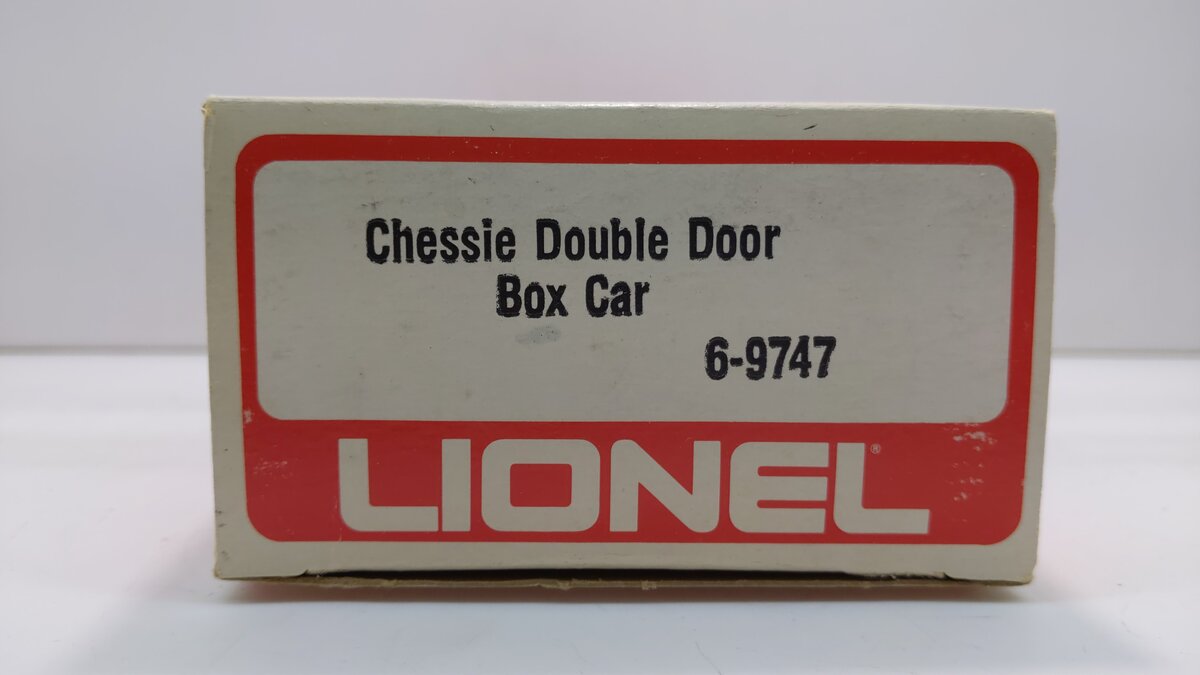 Chessie Double Door
Box Car
6-9747
LIONEL®